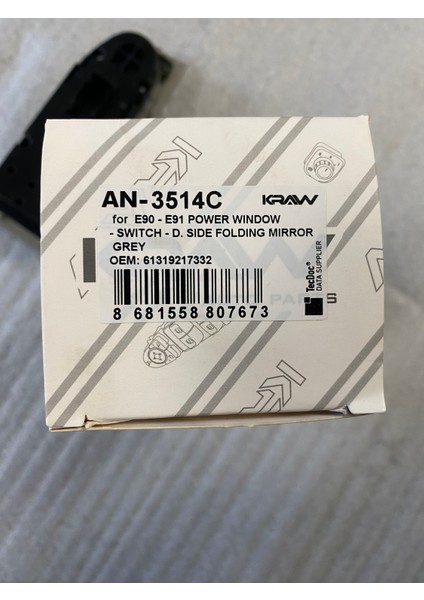 AN-3514C KRAW
for E90 - E91 POWER WINDOW
- SWITCH - D. SIDE FOLDING MIRROR
GREY
OEM: 61319217332
TecDoc®
DATA SUPPLIER
8 681558 807673